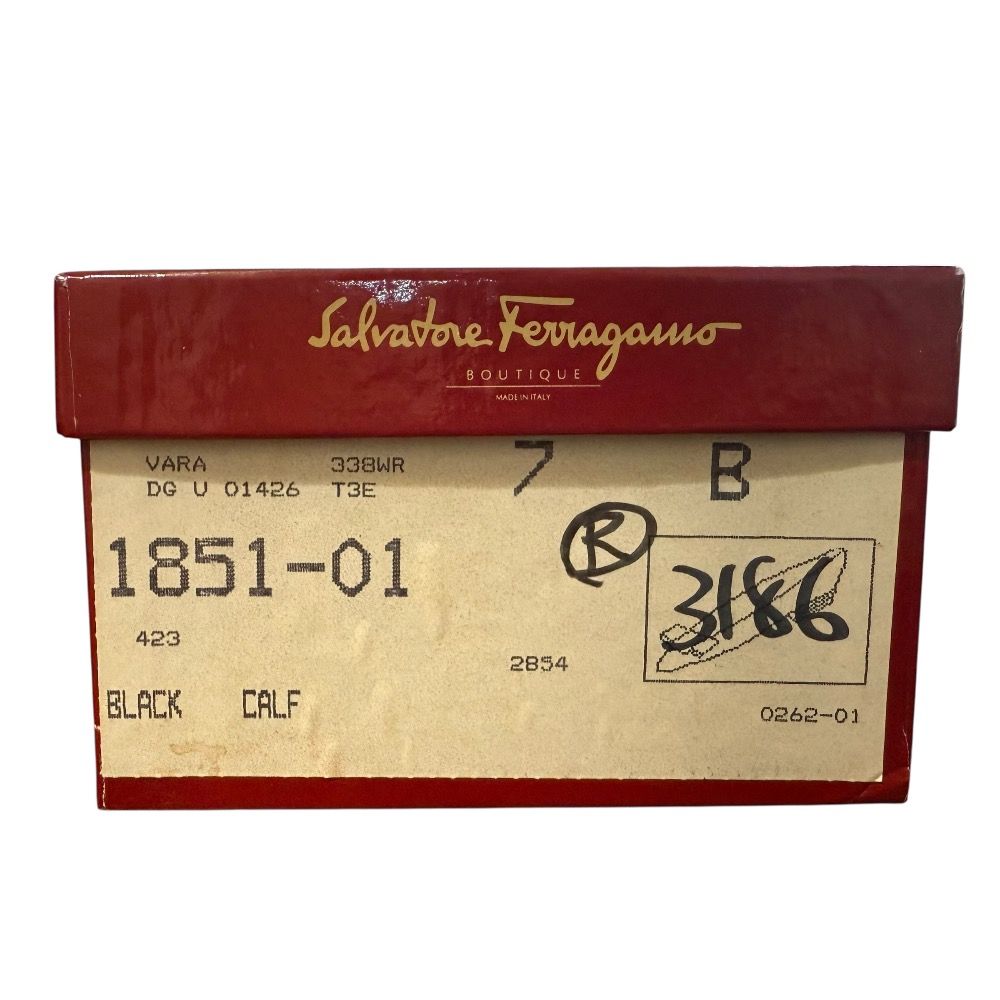 Salvatore Ferragamo
BOUTIQUE
MADE IN ITALY
VARA 338WR 7 B
DG U 01426 T3E
1851-01
R
3186
423
2854
BLACK CALF
0262-01